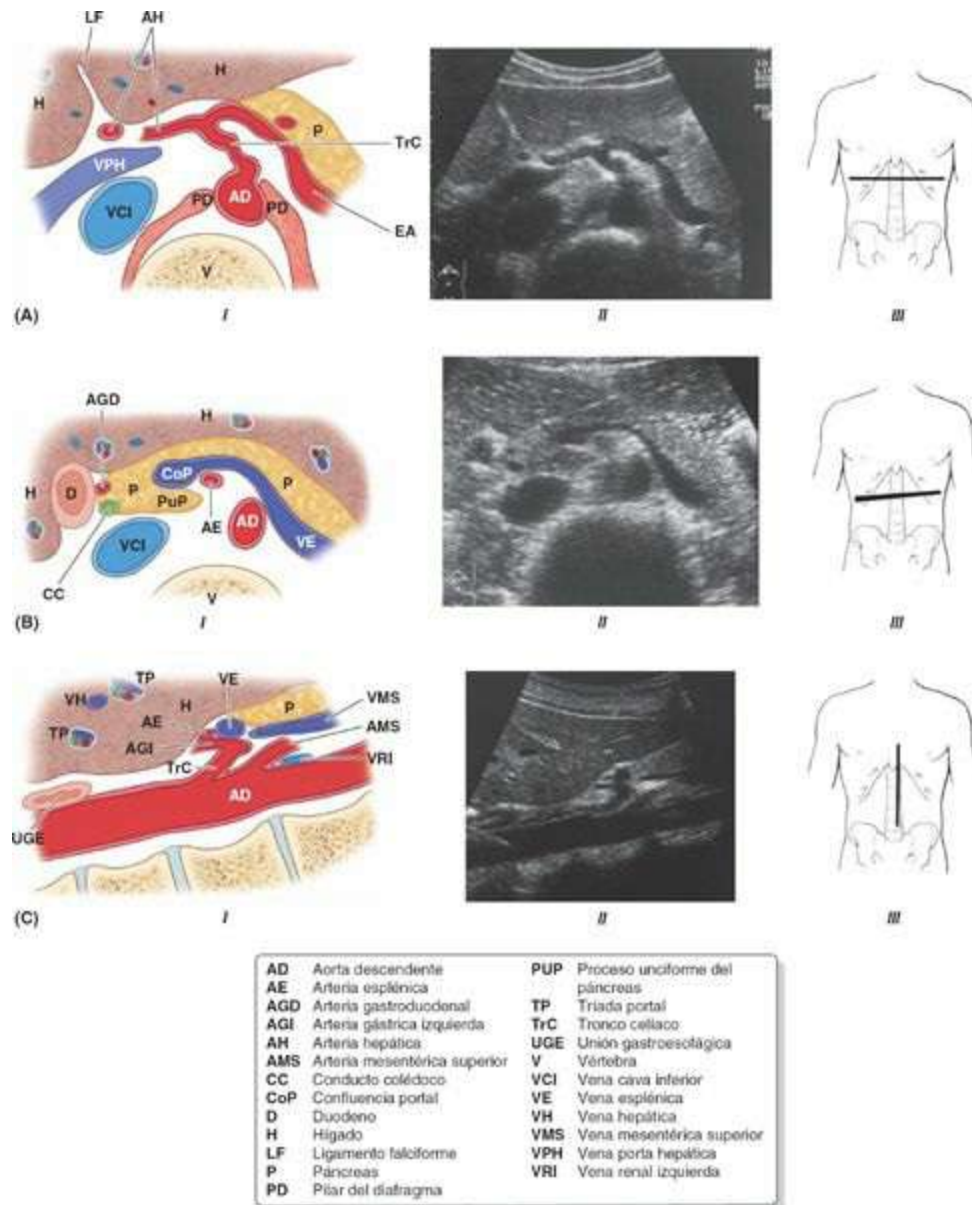 LF
AH
H
H
P
VPH
TrC
VCI
PD
AD
PD
EA
V
(A)
I
II
III
AGD
H
H
D
P
CoP
P
PuP
VCI
AE
AD
VE
CC
V
(B)
I
II
III
TP
VE
VMS
VH
H
P
AE
AMS
TP
AGI
VRI
TrC
AD
UGE
(C)
I
II
III
AD Aorta descendente
AE Arteria esplénica
AGD Arteria gastroduodenal
AGI Arteria gástrica izquierda
AH Arteria hepática
AMS Arteria mesentérica superior
CC Conducto colédoco
CoP Confluencia portal
D Duodeno
H Hígado
LF Ligamento falciforme
P Páncreas
PD Pilar del diafragma
PUP Proceso unciforme del
páncreas
TP Tríada portal
TrC Tronco celíaco
UGE Unión gastroesofágica
V Vértebra
VCI Vena cava inferior
VE Vena esplénica
VH Vena hepática
VMS Vena mesentérica superior
VPH Vena porta hepática
VRI Vena renal izquierda